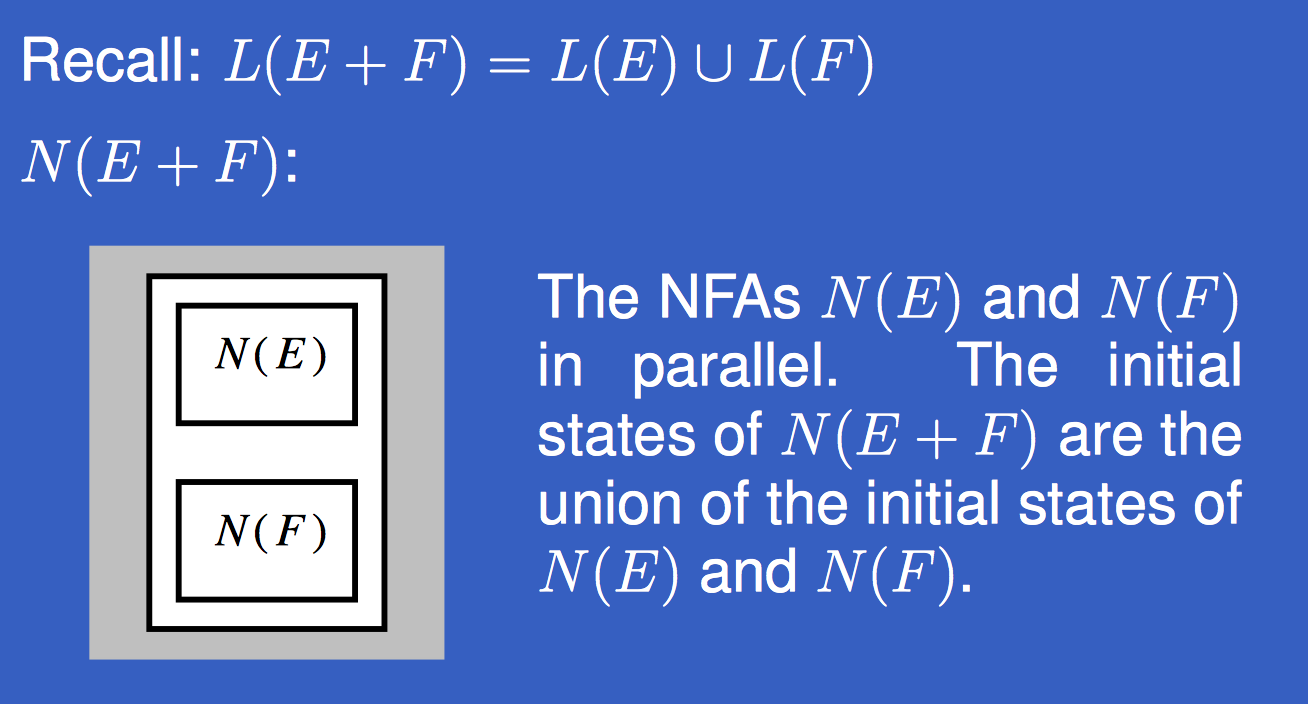 Recall: L(E + F) = L(E) ∪ L(F)
N(E + F):
N(E)
N(F)
The NFAs N(E) and N(F)
in parallel. The initial
states of N(E + F) are the
union of the initial states of
N(E) and N(F).